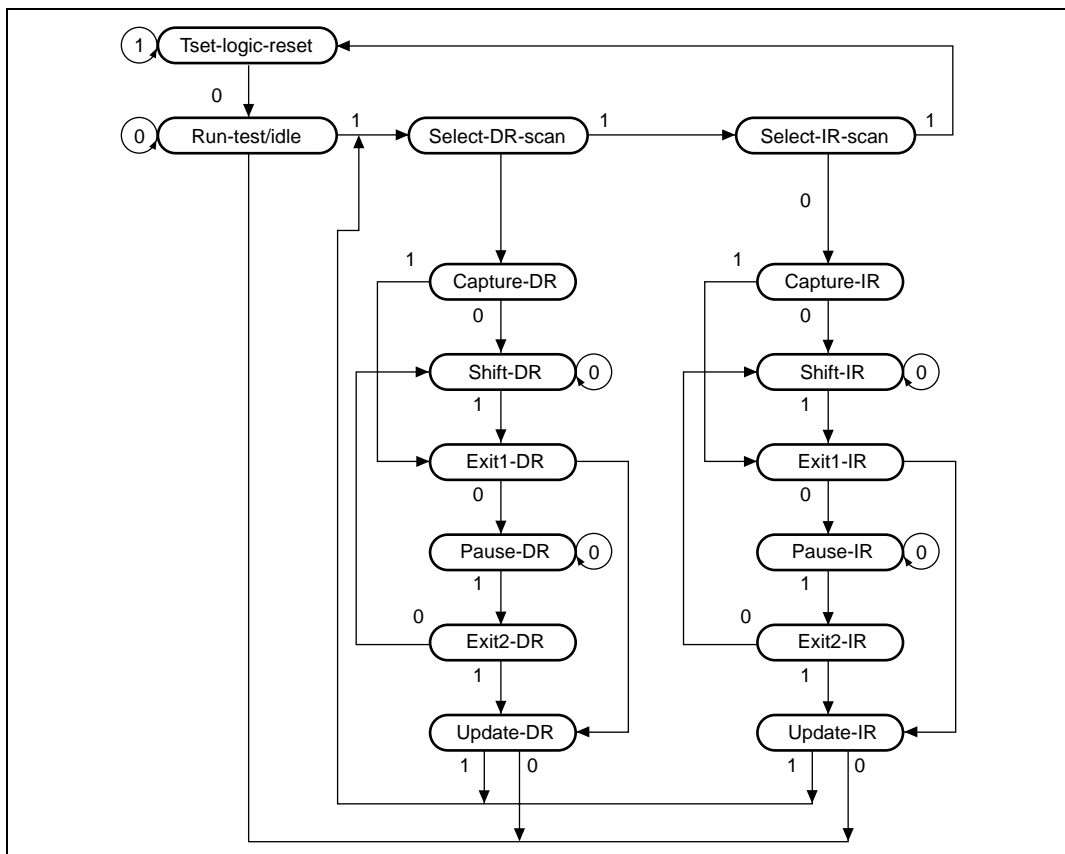 1 Tset-logic-reset
0
0 Run-test/idle 1 Select-DR-scan 1 Select-IR-scan 1
0
1 1
Capture-DR Capture-IR
0 0
Shift-DR 0 Shift-IR 0
1 1
Exit1-DR Exit1-IR
0 0
Pause-DR 0 Pause-IR 0
1 1
0 0
Exit2-DR Exit2-IR
1 1
Update-DR Update-IR
1 0 1 0